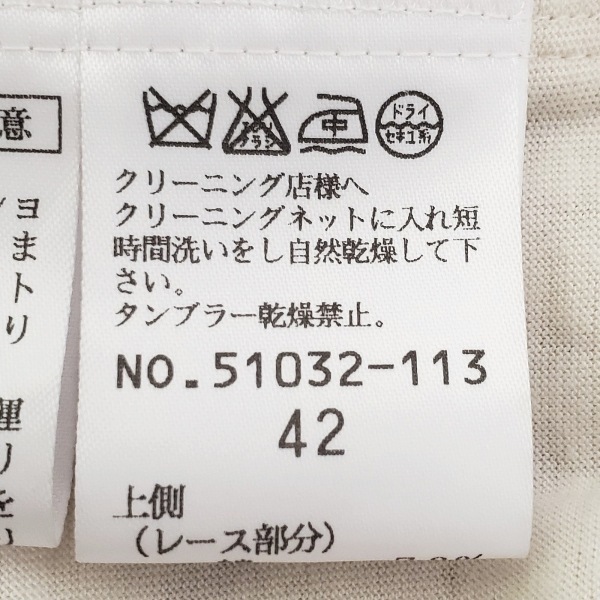 意
中
ドライ
セキユ系
クリーニング店様へ
クリーニングネットに入れ短
時間洗いをし自然乾燥して下
さい。
タンブラー乾燥禁止。
NO.51032-113
42
上側
(レース部分)
ョ
ま
ト
り
理
り
を